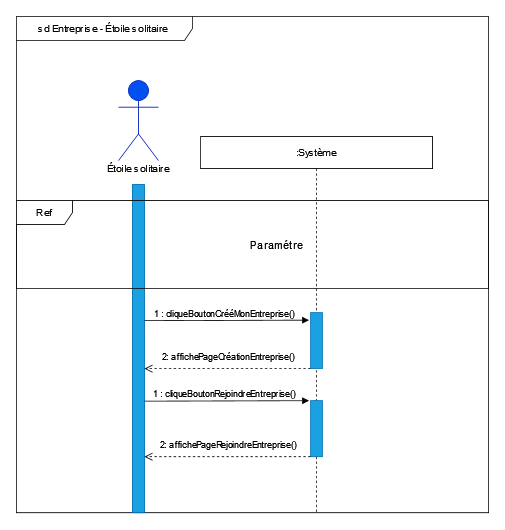 sd Entreprise - Étoile solitaire
Étoile solitaire
:Système
Ref
Paramétre
1 : cliqueBoutonCrééMonEntreprise()
2: affichePageCréationEntreprise()
1 : cliqueBoutonRejoindreEntreprise()
2: affichePageRejoindreEntreprise()